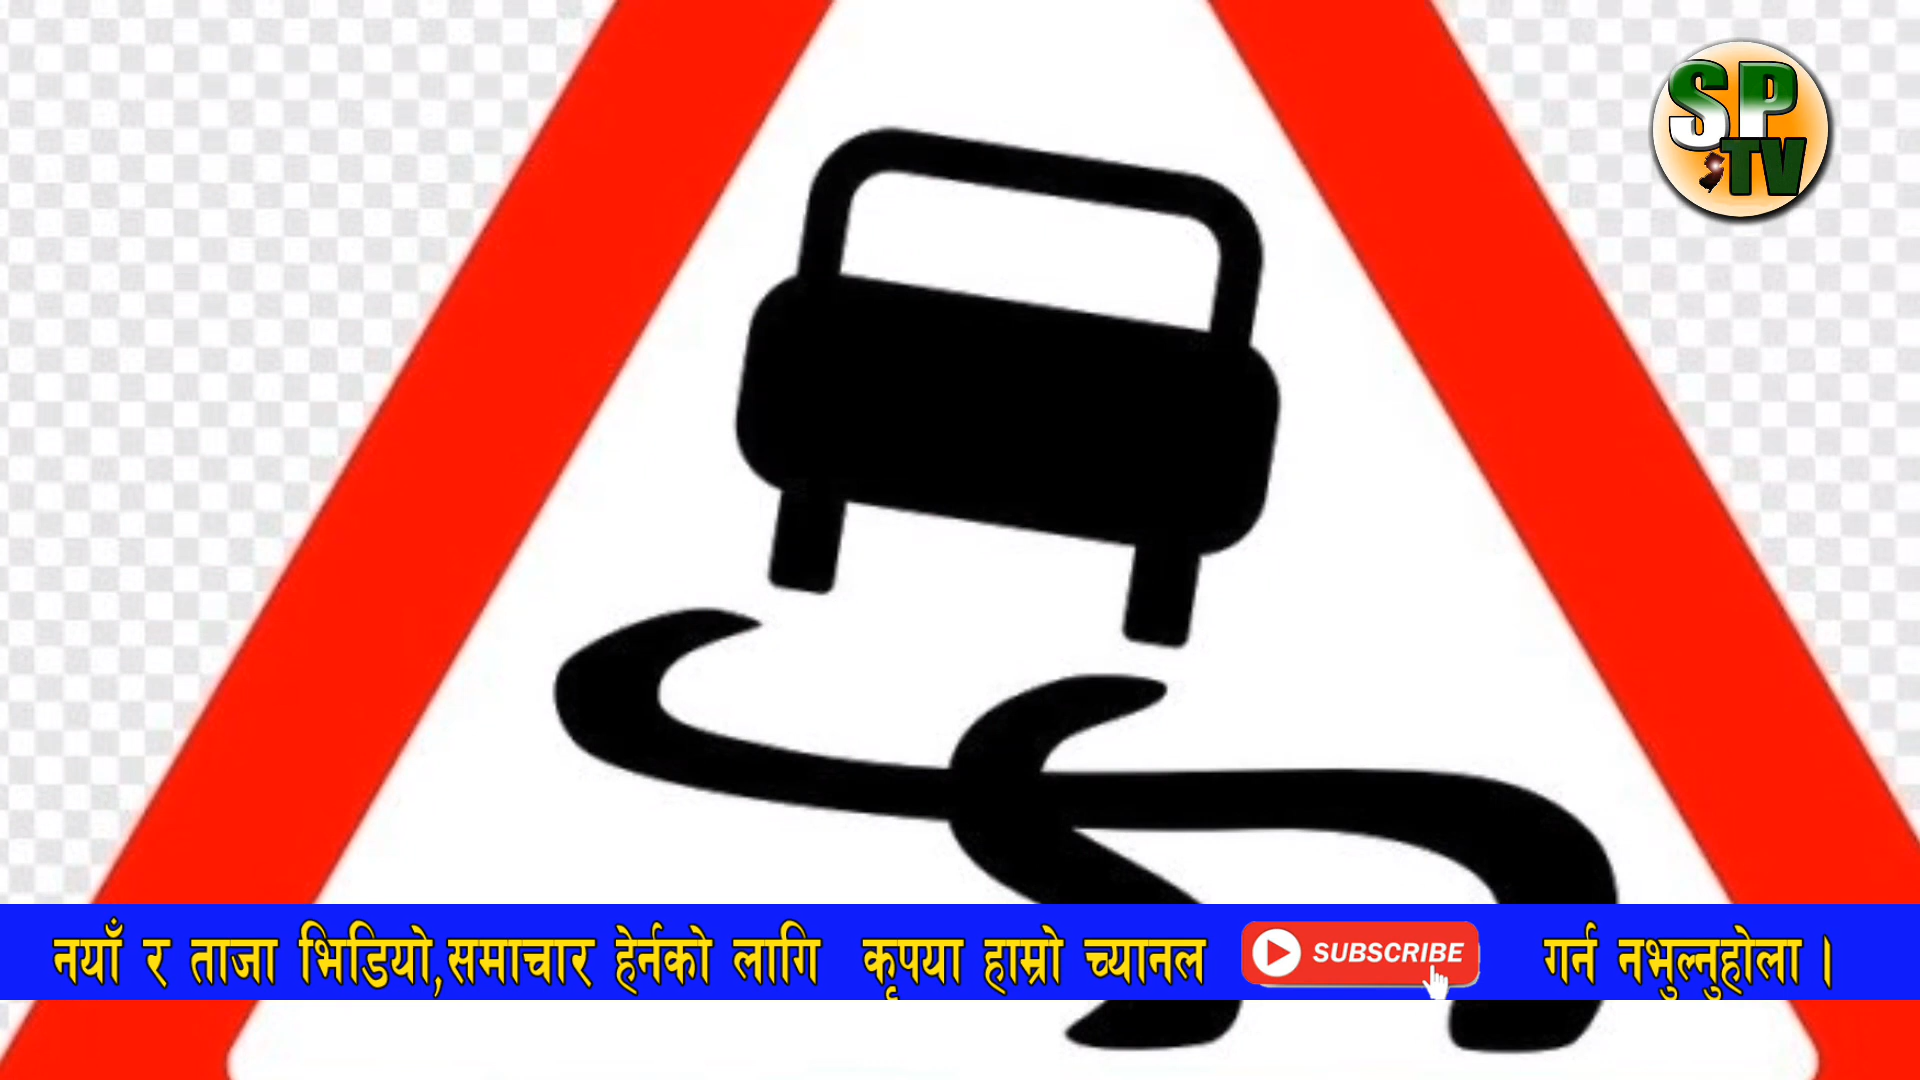 SP
TV
नयाँ र ताजा भिडियो,समाचार हेर्नको लागि कृपया हाम्रो च्यानल SUBSCRIBE गर्न नभुल्नुहोला ।